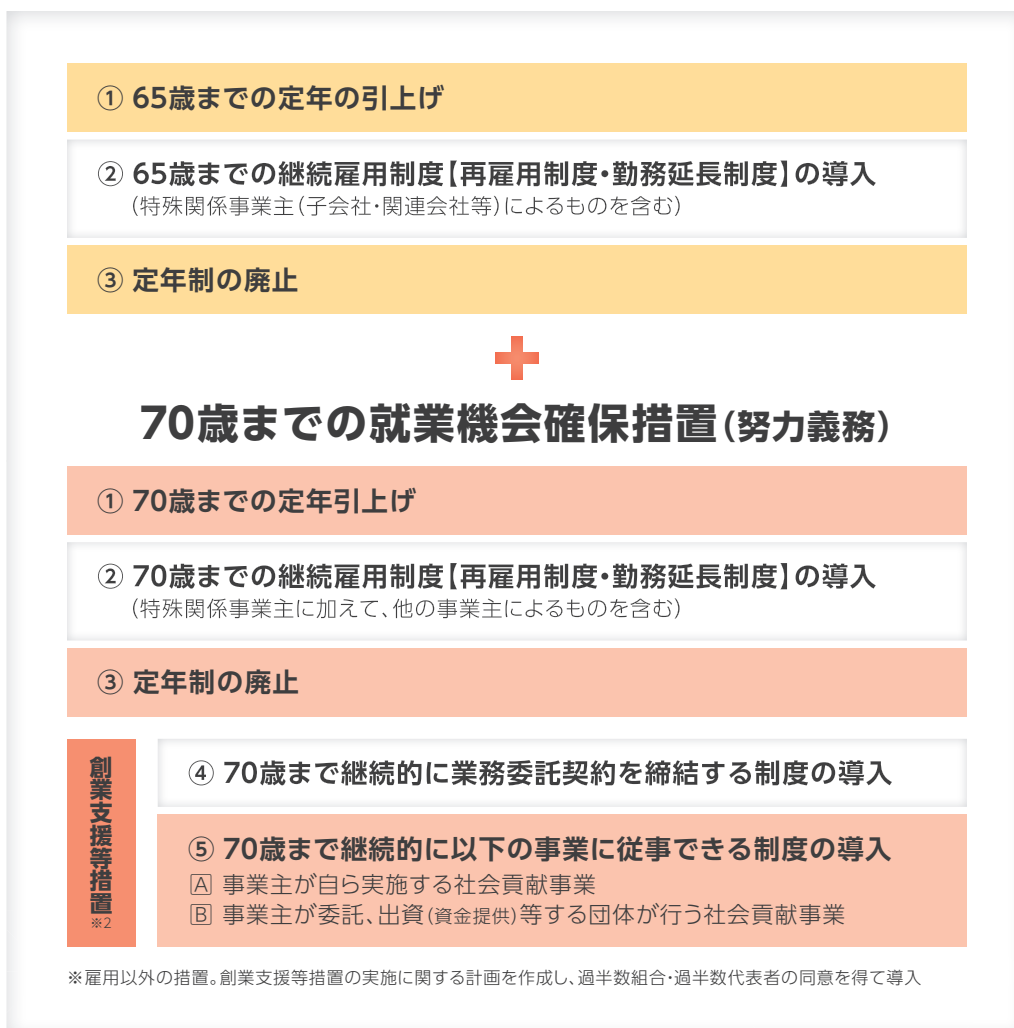 ① 65歳までの定年の引上げ
② 65歳までの継続雇用制度【再雇用制度・勤務延長制度】の導入
(特殊関係事業主(子会社・関連会社等)によるものを含む)
③ 定年制の廃止
70歳までの就業機会確保措置(努力義務)
① 70歳までの定年引上げ
② 70歳までの継続雇用制度【再雇用制度・勤務延長制度】の導入
(特殊関係事業主に加えて、他の事業主によるものを含む)
③ 定年制の廃止
創業支援等措置
※2
④ 70歳まで継続的に業務委託契約を締結する制度の導入
⑤ 70歳まで継続的に以下の事業に従事できる制度の導入
🄰 事業主が自ら実施する社会貢献事業
🄱 事業主が委託、出資(資金提供)等する団体が行う社会貢献事業
※雇用以外の措置。創業支援等措置の実施に関する計画を作成し、過半数組合・過半数代表者の同意を得て導入